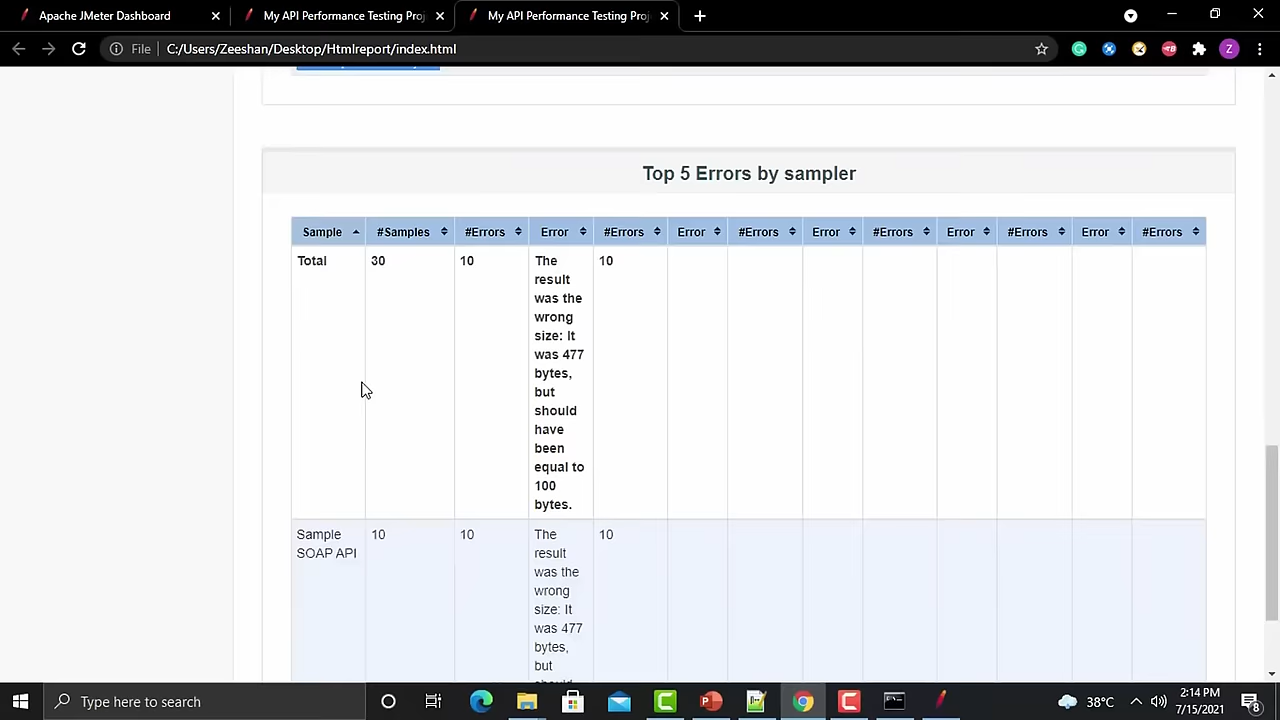 Apache JMeter Dashboard
My API Performance Testing Proj
My API Performance Testing Proj
File
C:/Users/Zeeshan/Desktop/Htmlreport/index.html
Z
Top 5 Errors by sampler
Sample #Samples #Errors Error #Errors Error #Errors Error #Errors Error #Errors Error #Errors
Total 30 10 The 10
result
was the
wrong
size: It
was 477
bytes,
but
should
have
been
equal to
100
bytes.
Sample 10 10 The 10
SOAP API result
was the
wrong
size: It
was 477
bytes,
but
Type here to search
38°C
2:14 PM
7/15/2021
8